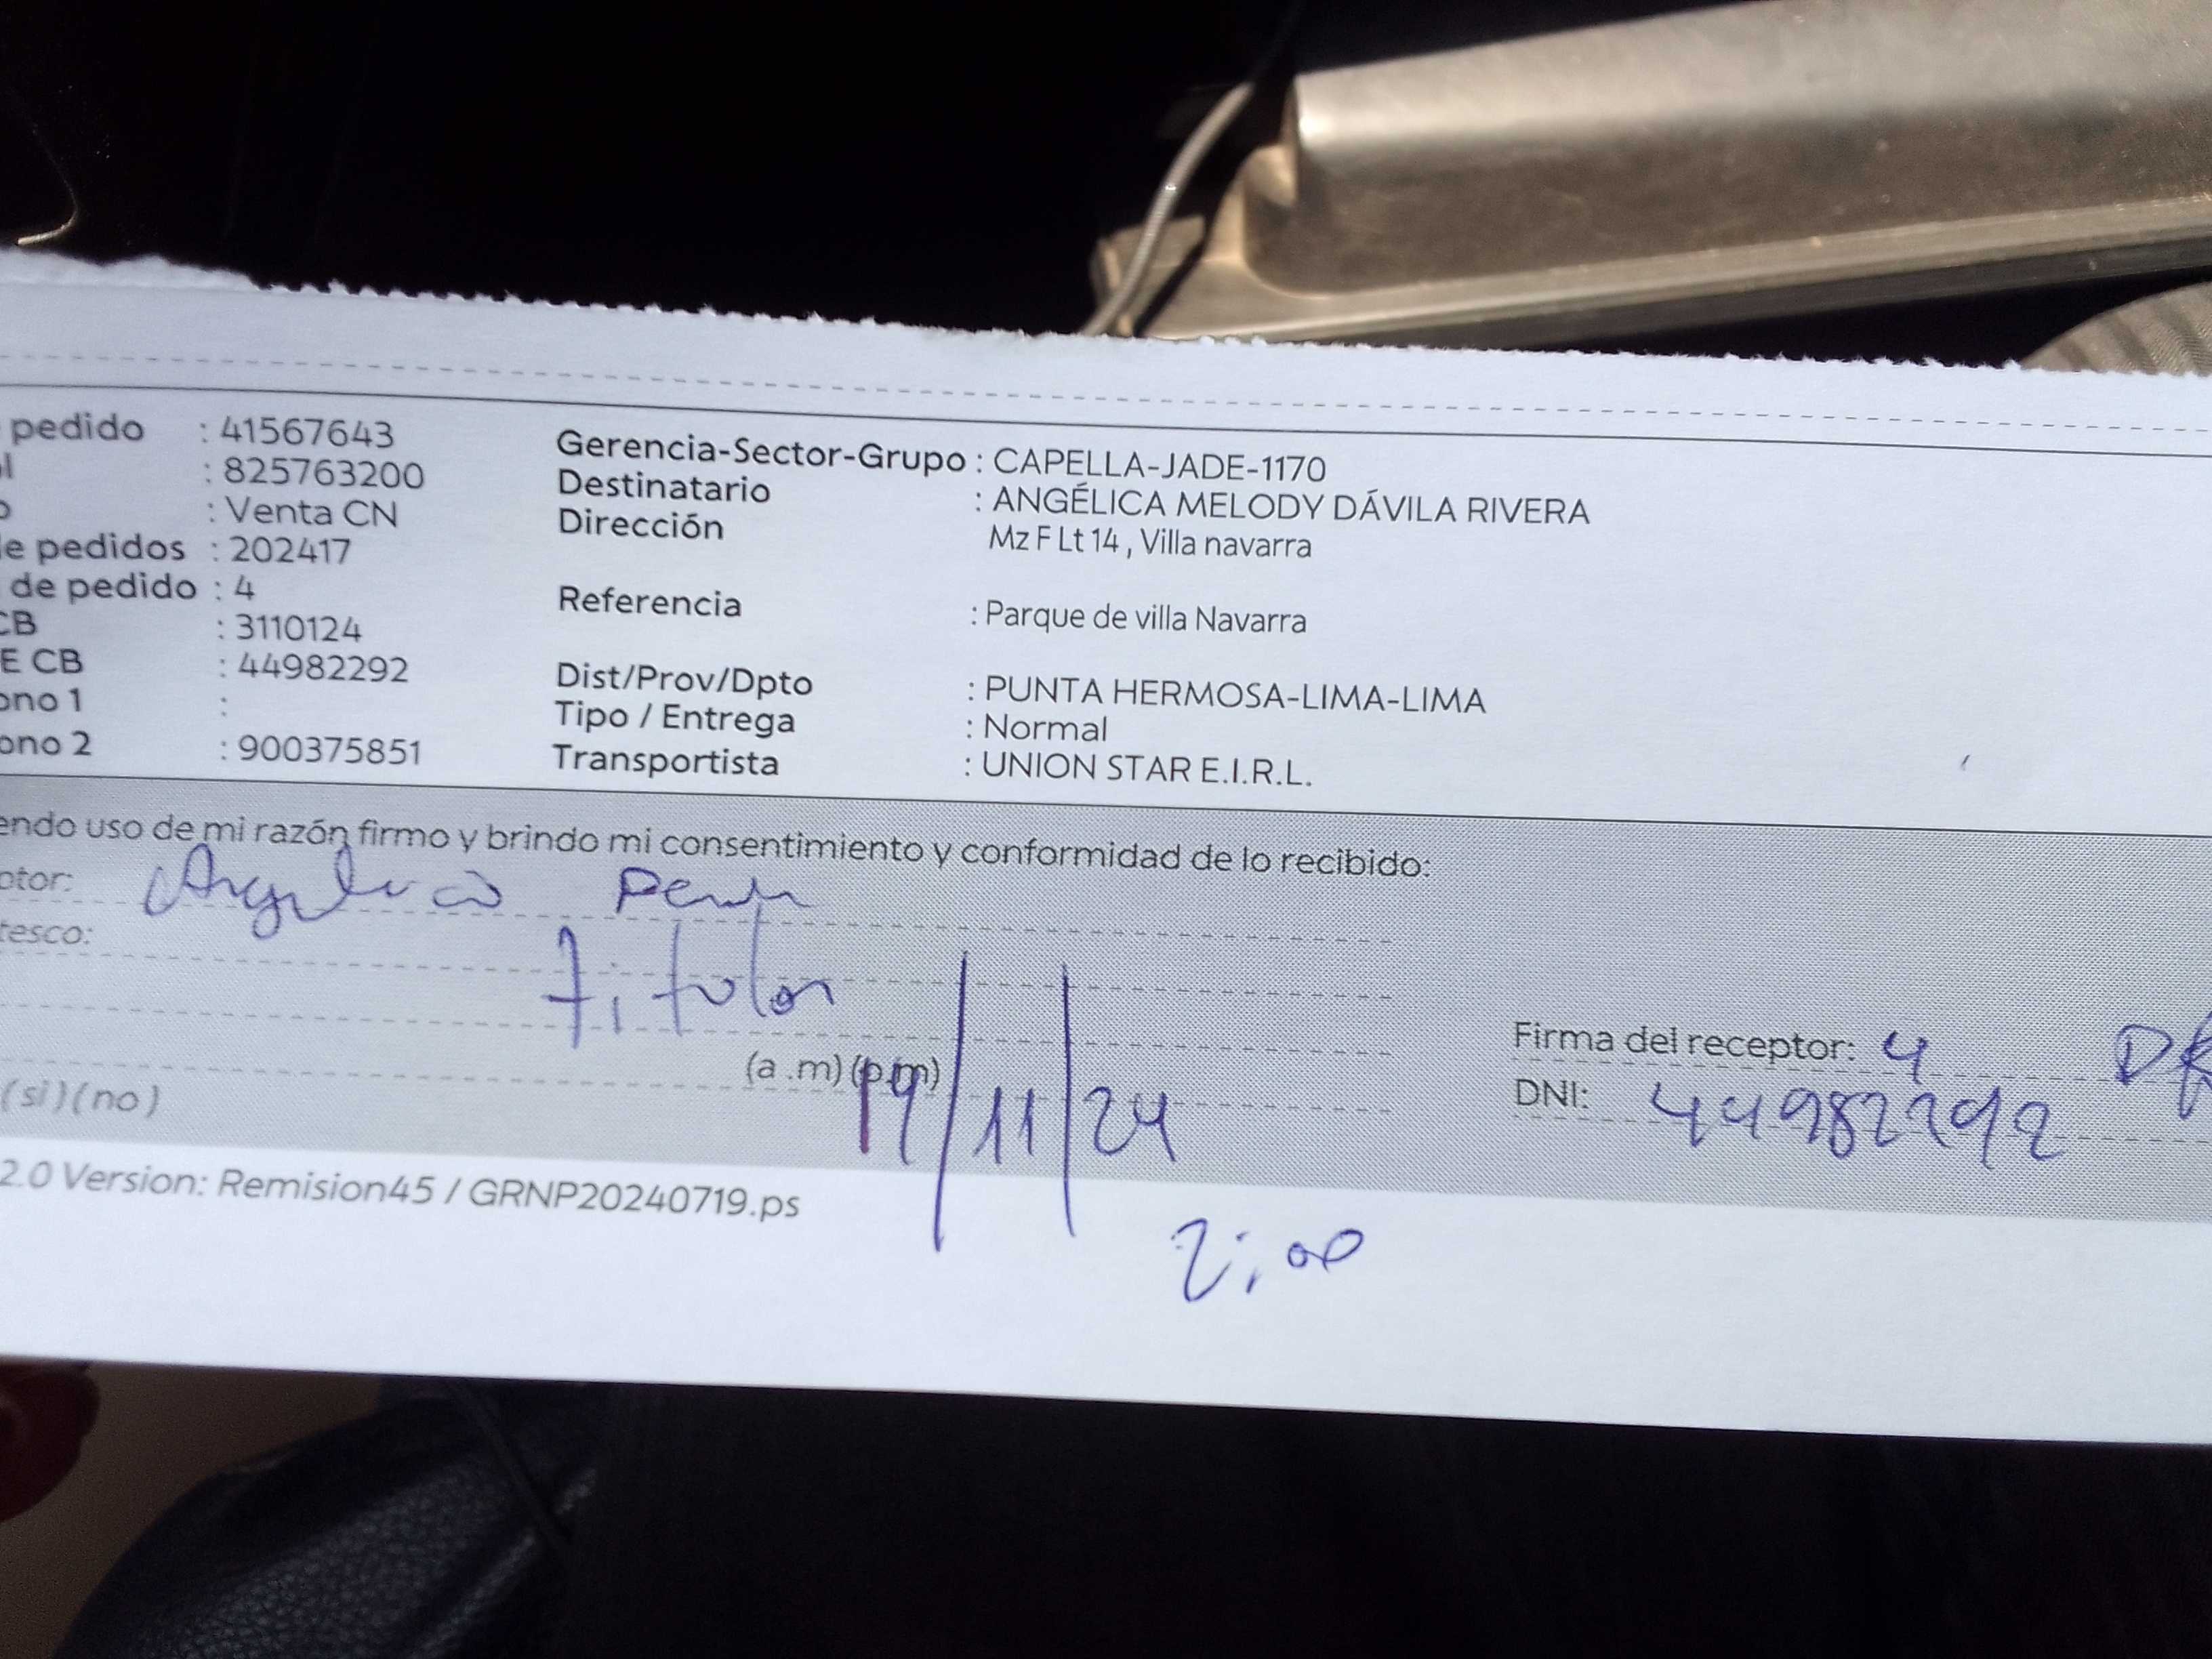 pedido : 41567643
l : 825763200
o : Venta CN
de pedidos : 202417
de pedido : 4
CB : 3110124
E CB : 44982292
ono 1 :
ono 2 : 900375851
Gerencia-Sector-Grupo : CAPELLA-JADE-1170
Destinatario : ANGÉLICA MELODY DÁVILA RIVERA
Dirección Mz F Lt 14 , Villa navarra
Referencia : Parque de villa Navarra
Dist/Prov/Dpto : PUNTA HERMOSA-LIMA-LIMA
Tipo / Entrega : Normal
Transportista : UNION STAR E.I.R.L.
endo uso de mi razón firmo y brindo mi consentimiento y conformidad de lo recibido:
ptor: Angelica
tesco: Titular
(a .m) (p.m) 19/11/24
Firma del receptor: 4
(si) (no)
DNI: 44982292
2.0 Version: Remision45 / GRNP20240719.ps
2:00